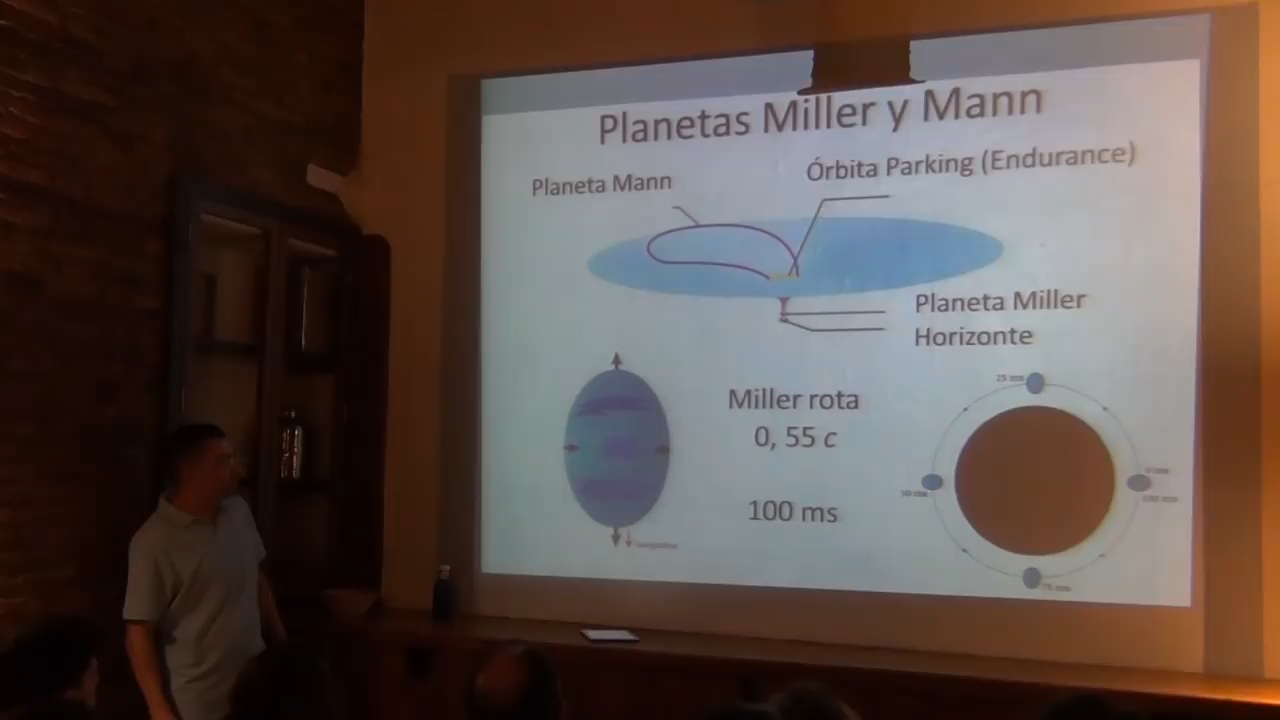 Planetas Miller y Mann
Planeta Mann
Órbita Parking (Endurance)
Planeta Miller
Horizonte
Miller rota
0, 55 c
100 ms